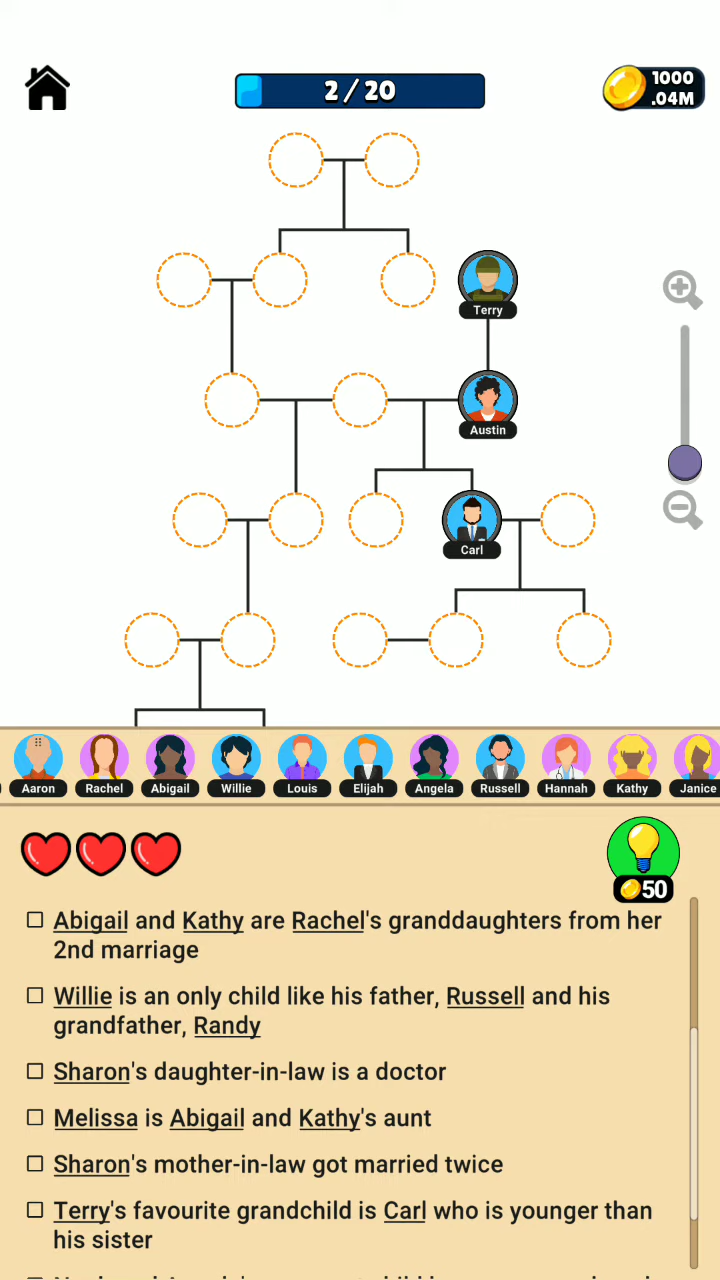 2 / 20
1000
.04M
Terry
Austin
Carl
Aaron
Rachel
Abigail
Willie
Louis
Elijah
Angela
Russell
Hannah
Kathy
Janice
50
Abigail and Kathy are Rachel's granddaughters from her
2nd marriage
Willie is an only child like his father, Russell and his
grandfather, Randy
Sharon's daughter-in-law is a doctor
Melissa is Abigail and Kathy's aunt
Sharon's mother-in-law got married twice
Terry's favourite grandchild is Carl who is younger than
his sister